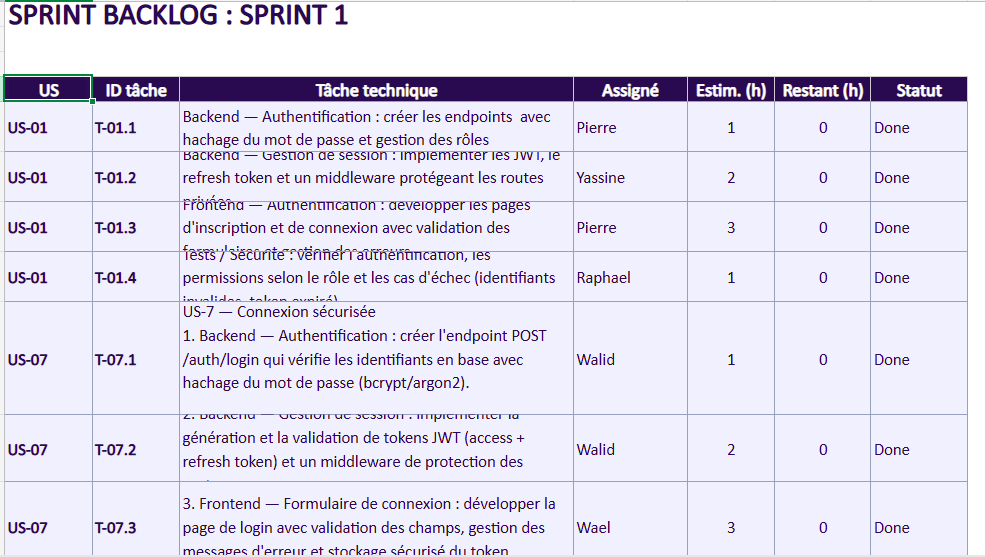 SPRINT BACKLOG : SPRINT 1
US ID tâche Tâche technique Assigné Estim. (h) Restant (h) Statut
US-01 T-01.1 Backend — Authentification : créer les endpoints  avec
hachage du mot de passe et gestion des rôles Pierre 1 0 Done
US-01 T-01.2 Backend — Gestion de session : implémenter les JWT, le
refresh token et un middleware protégeant les routes
privées Yassine 2 0 Done
US-01 T-01.3 Frontend — Authentification : développer les pages
d'inscription et de connexion avec validation des
formulaires et gestion des erreurs Pierre 3 0 Done
US-01 T-01.4 Tests / Sécurité : vérifier l'authentification, les
permissions selon le rôle et les cas d'échec (identifiants
invalides, token expiré) Raphael 1 0 Done
US-07 T-07.1 US-7 — Connexion sécurisée
1. Backend — Authentification : créer l'endpoint POST
/auth/login qui vérifie les identifiants en base avec
hachage du mot de passe (bcrypt/argon2). Walid 1 0 Done
US-07 T-07.2 2. Backend — Gestion de session : implémenter la
génération et la validation de tokens JWT (access +
refresh token) et un middleware de protection des Walid 2 0 Done
US-07 T-07.3 3. Frontend — Formulaire de connexion : développer la
page de login avec validation des champs, gestion des
messages d'erreur et stockage sécurisé du token Wael 3 0 Done